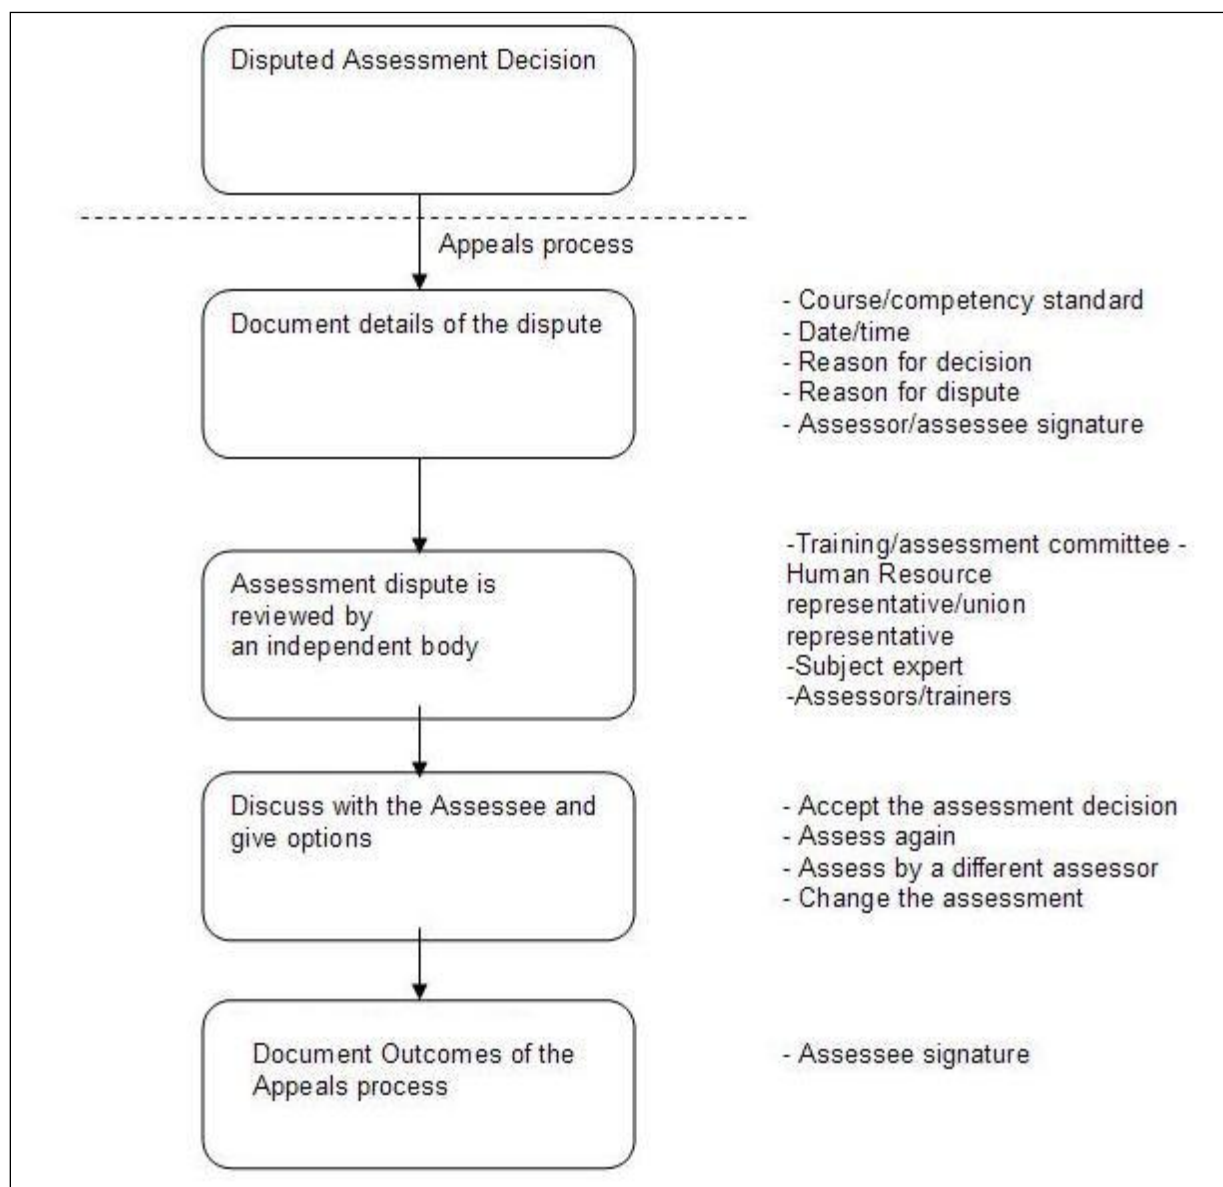 Disputed Assessment Decision
Appeals process
Document details of the dispute
- Course/competency standard
- Date/time
- Reason for decision
- Reason for dispute
- Assessor/assessee signature
Assessment dispute is
reviewed by
an independent body
-Training/assessment committee -
Human Resource
representative/union
representative
-Subject expert
-Assessors/trainers
Discuss with the Assessee and
give options
- Accept the assessment decision
- Assess again
- Assess by a different assessor
- Change the assessment
Document Outcomes of the
Appeals process
- Assessee signature